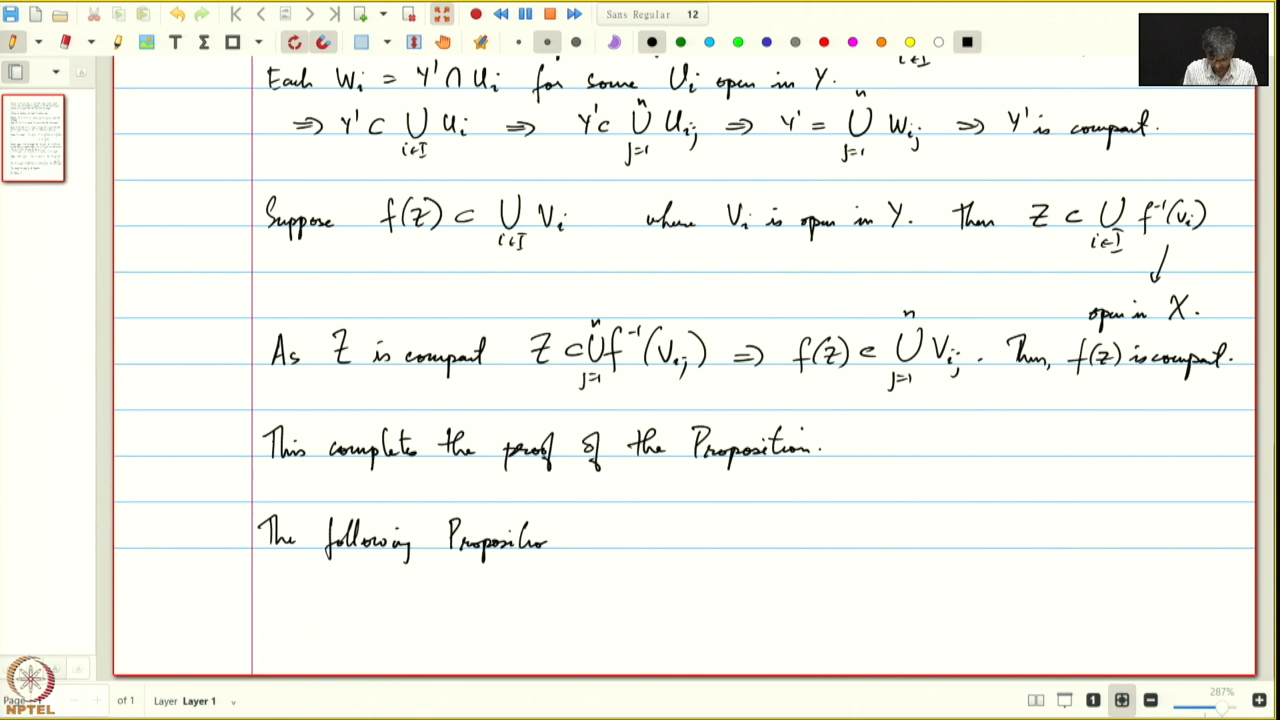 Sans Regular 12
i∈I
Each Wi = Y' ∩ Ui for some Ui open in Y.
⇒ Y' ⊂ ⋃_{i∈I} Ui ⇒ Y' ⊂ ⋃_{j=1}^{n} U_{ij} ⇒ Y' = ⋃_{j=1}^{n} W_{ij} ⇒ Y' is compact.
Suppose f(Z) ⊂ ⋃_{i∈I} Vi where Vi is open in Y. Then Z ⊂ ⋃_{i∈I} f⁻¹(Vi)
open in X.
As Z is compact Z ⊂ ⋃_{j=1}^{n} f⁻¹(V_{ij}) ⇒ f(Z) ⊂ ⋃_{j=1}^{n} V_{ij}. Thus, f(Z) is compact.
This completes the proof of the Proposition.
The following Propositio
NPTEL
Page of 1 Layer Layer 1 287%